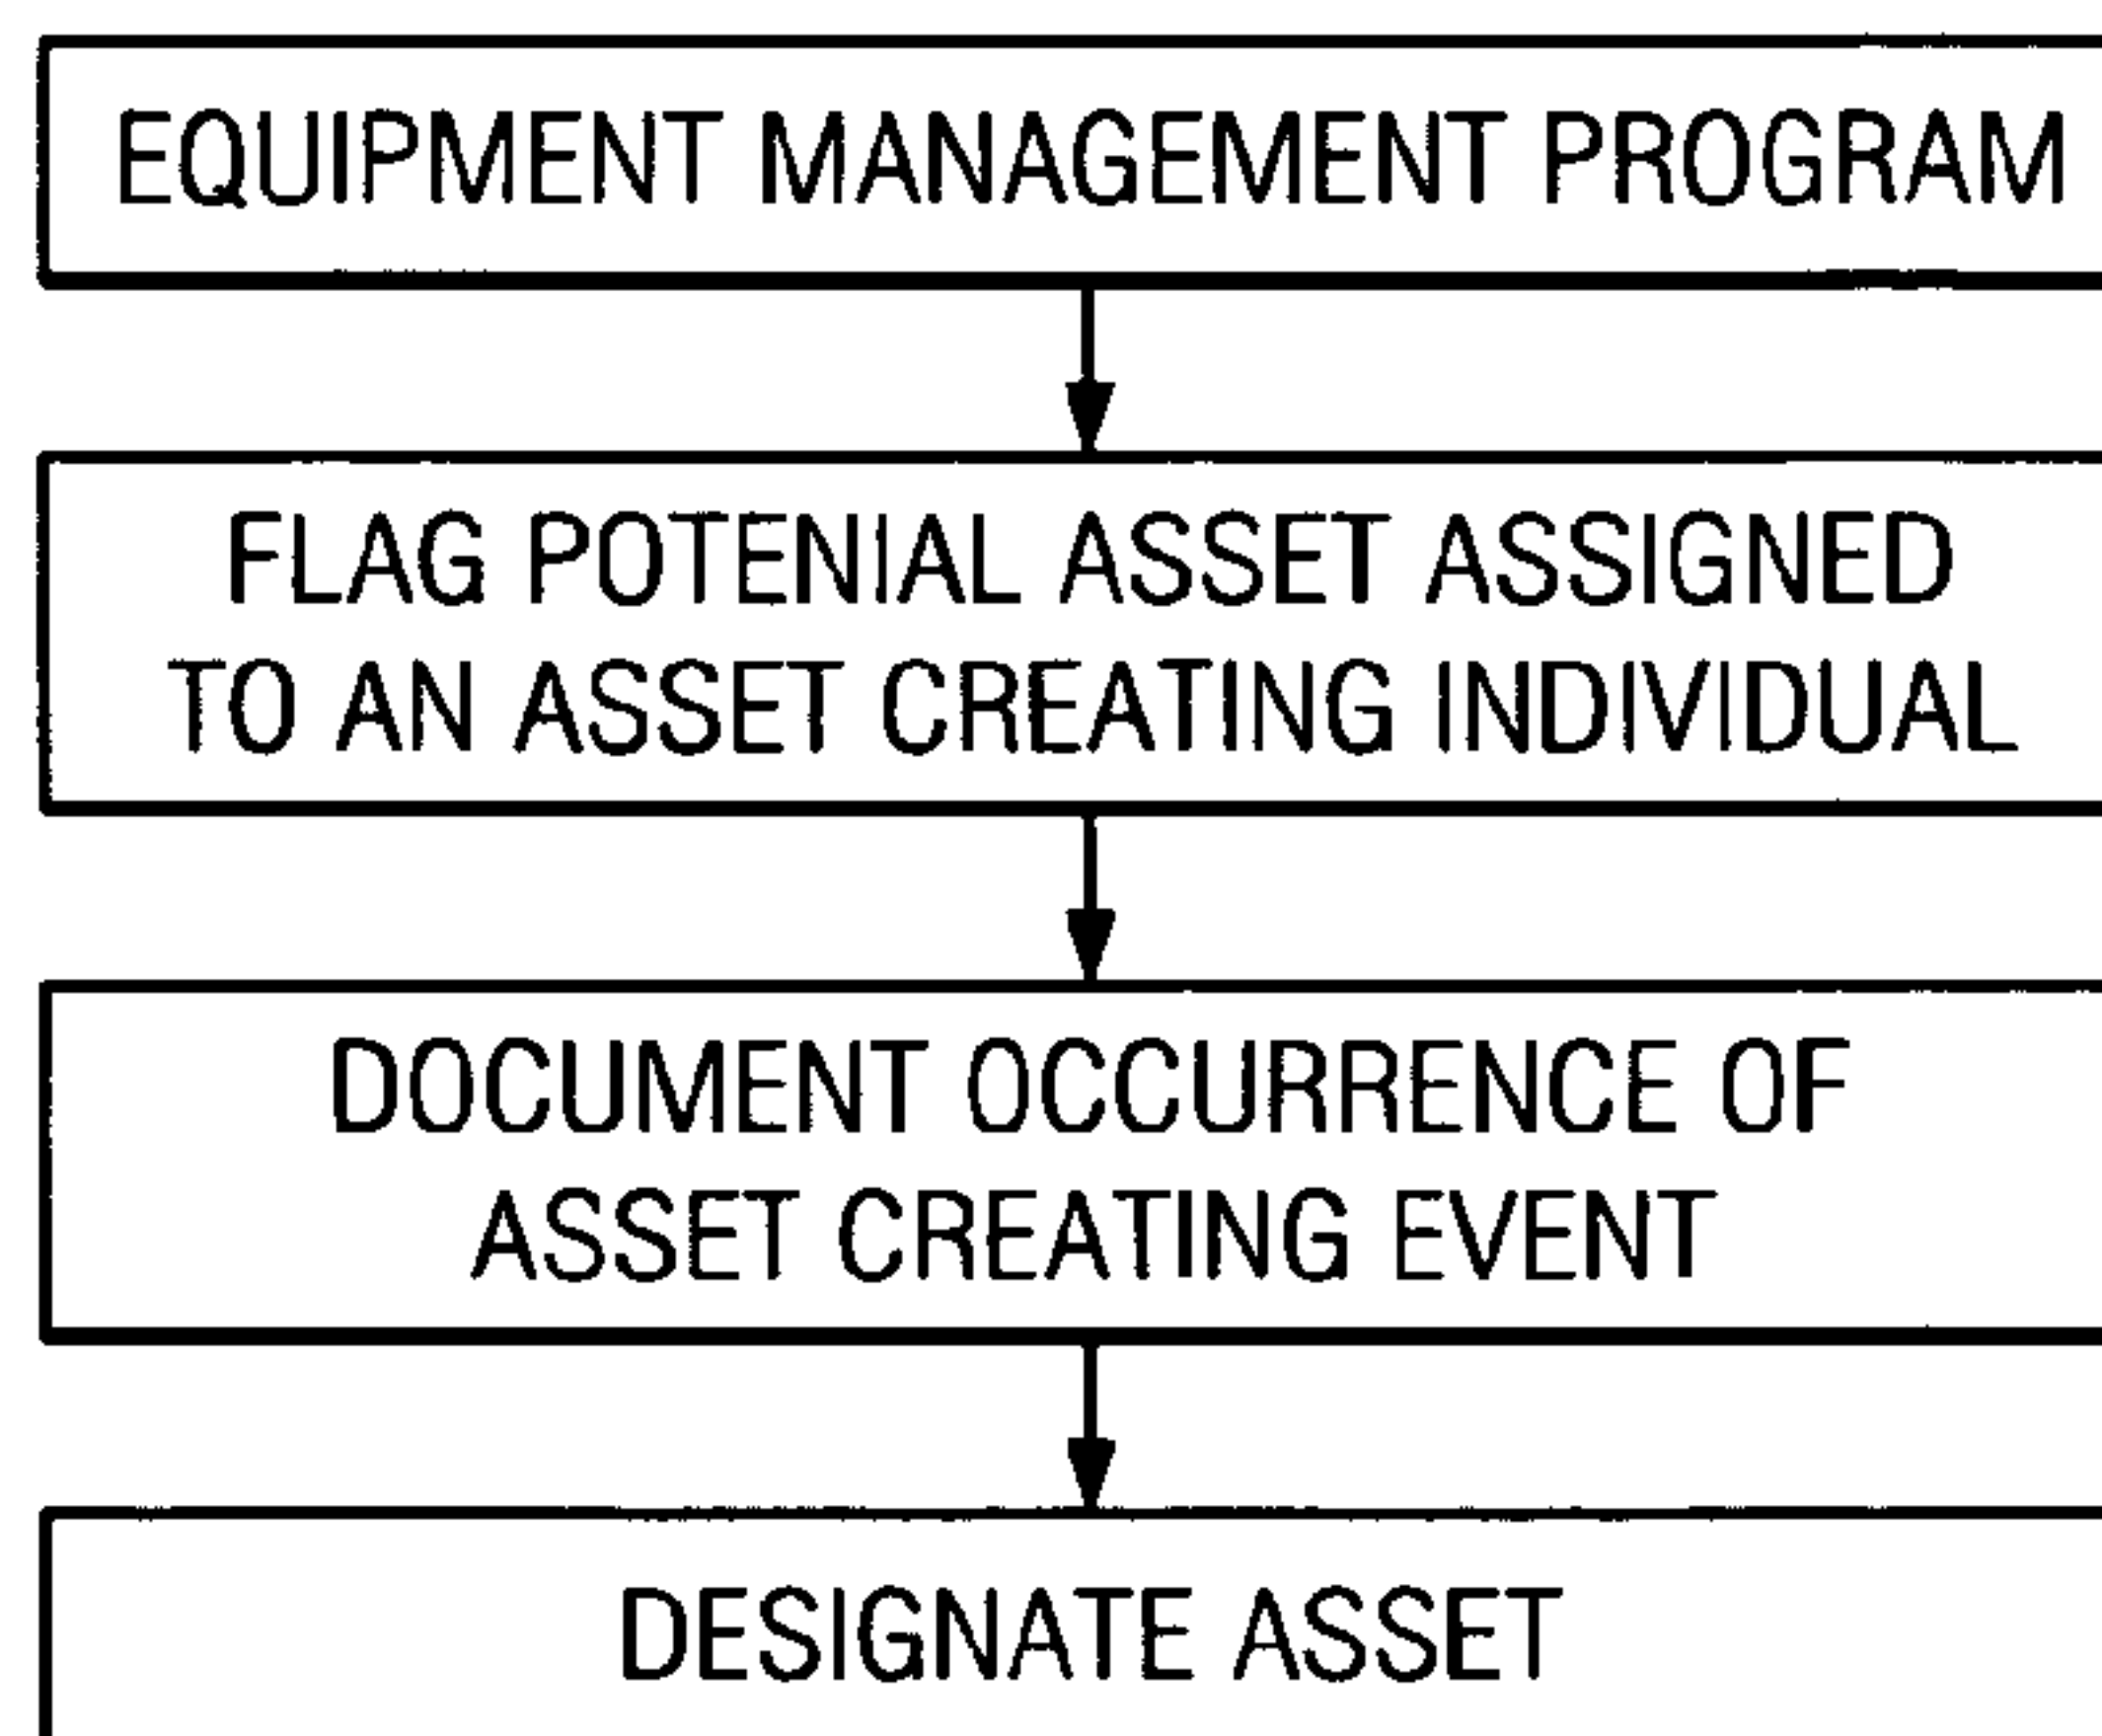 EQUIPMENT MANAGEMENT PROGRAM
FLAG POTENIAL ASSET ASSIGNED
TO AN ASSET CREATING INDIVIDUAL
DOCUMENT OCCURRENCE OF
ASSET CREATING EVENT
DESIGNATE ASSET